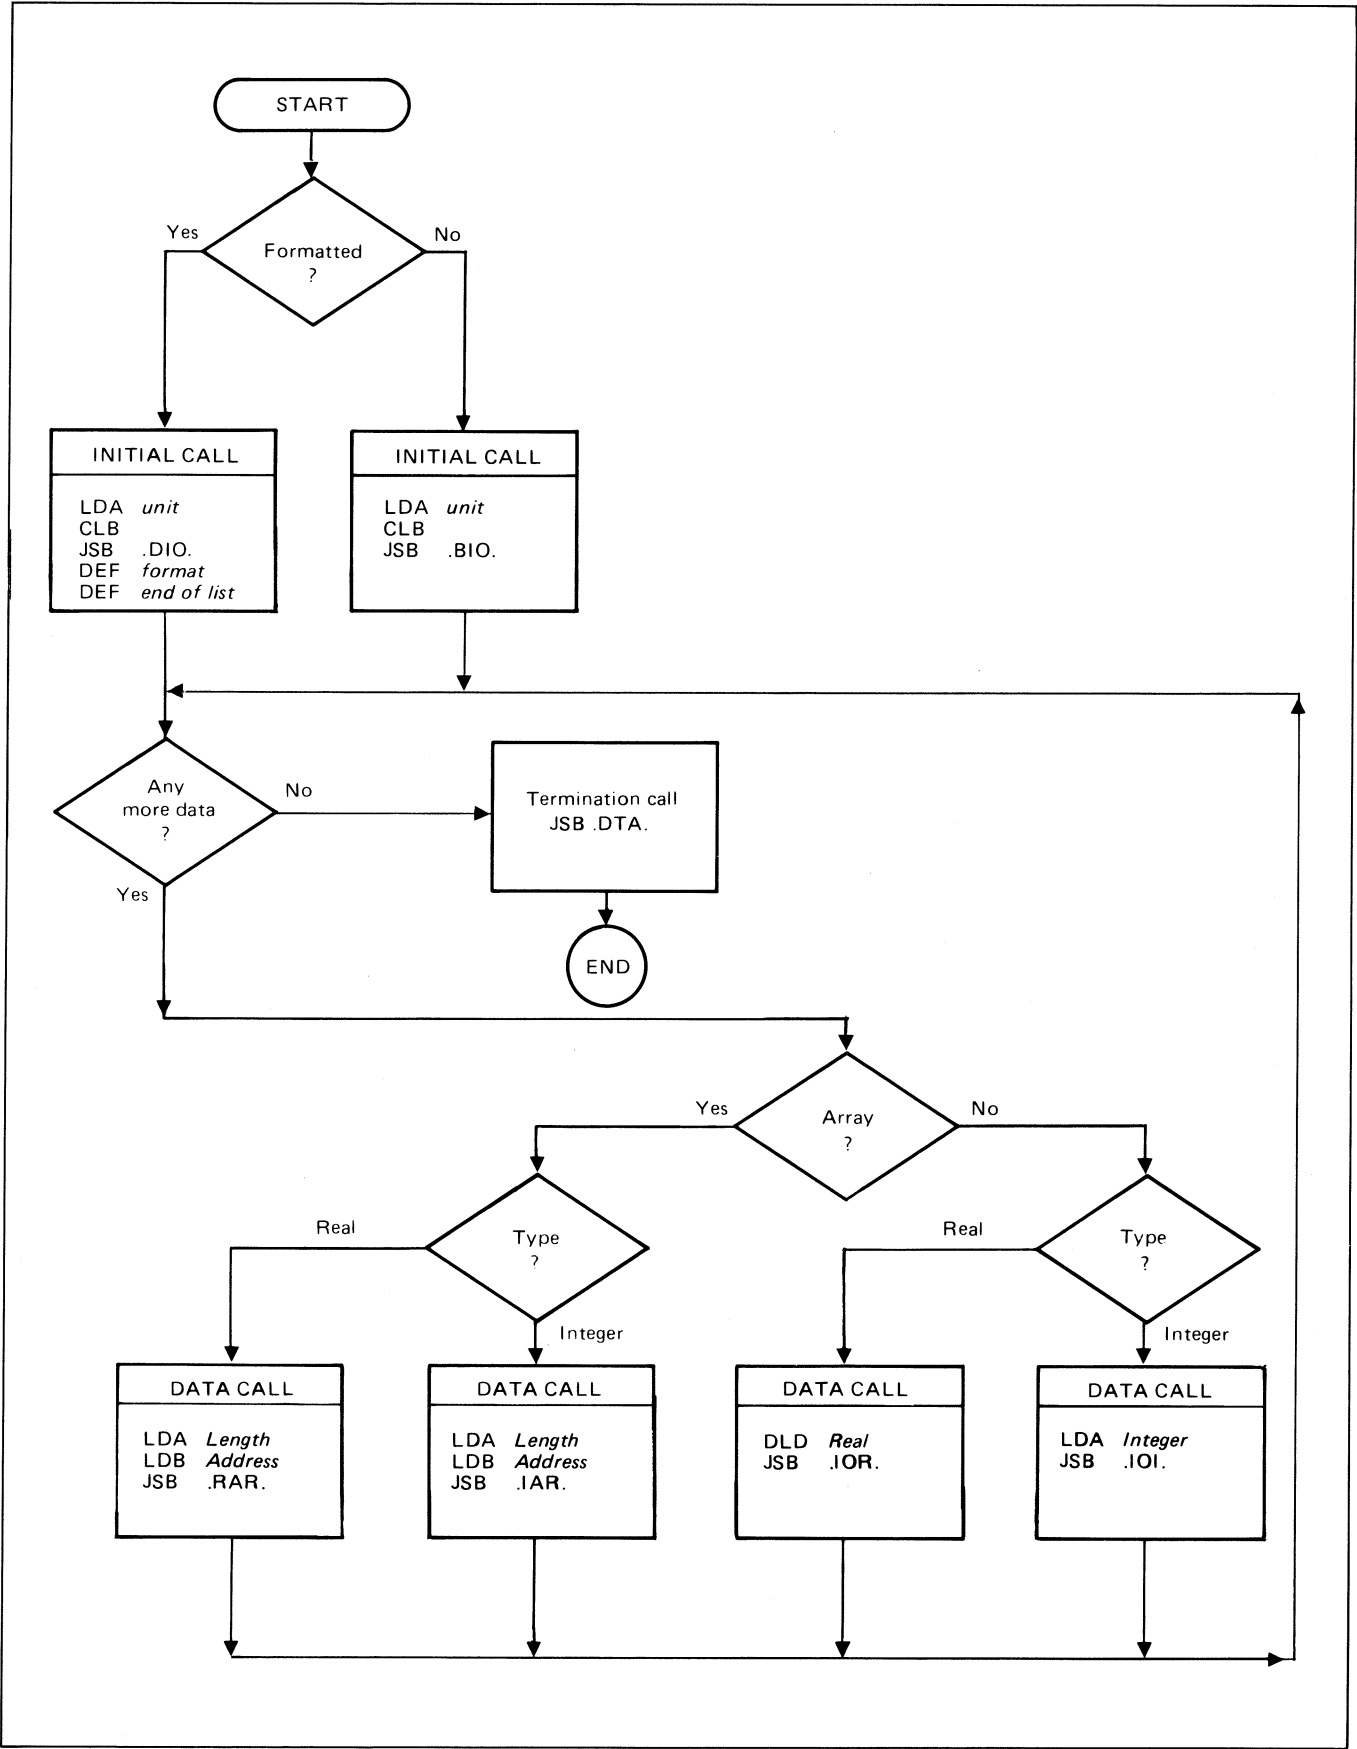 START
Yes
No
Formatted
?
INITIAL CALL
LDA unit
CLB
JSB .DIO.
DEF format
DEF end of list
INITIAL CALL
LDA unit
CLB
JSB .BIO.
Any
more data
?
No
Yes
Termination call
JSB .DTA.
END
Yes
No
Array
?
Real
Type
?
Integer
Real
Type
?
Integer
DATA CALL
LDA Length
LDB Address
JSB .RAR.
DATA CALL
LDA Length
LDB Address
JSB .IAR.
DATA CALL
DLD Real
JSB .IOR.
DATA CALL
LDA Integer
JSB .IOI.